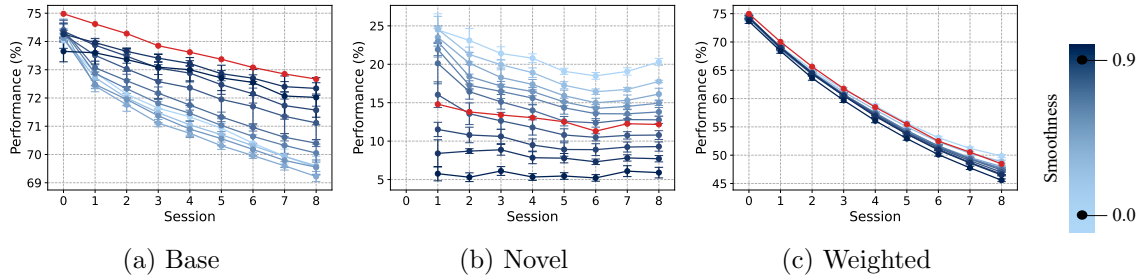 75
74
73
72
71
70
69
Performance (%)
0 1 2 3 4 5 6 7 8
Session
(a) Base
25
20
15
10
5
Performance (%)
0 1 2 3 4 5 6 7 8
Session
(b) Novel
75
70
65
60
55
50
45
Performance (%)
0 1 2 3 4 5 6 7 8
Session
(c) Weighted
Smoothness
0.9
0.0